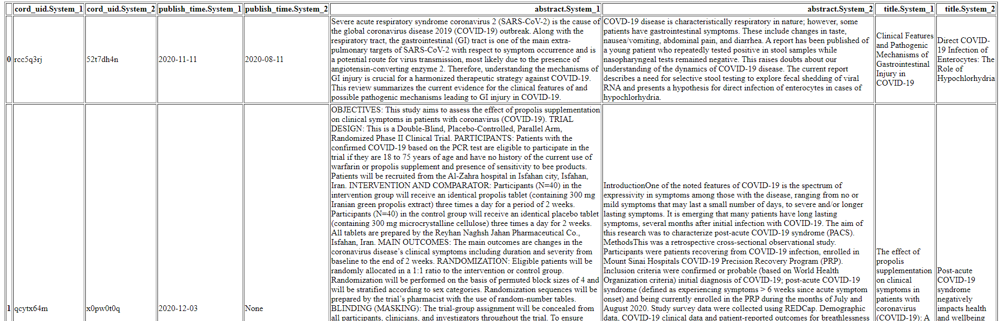 cord_uid.System_1 cord_uid.System_2 publish_time.System_1 publish_time.System_2 abstract.System_1 abstract.System_2 title.System_1 title.System_2
0 rcc5q3rj 52t7dh4n 2020-11-11 2020-08-11
Severe acute respiratory syndrome coronavirus 2 (SARS-CoV-2) is the cause of
the global coronavirus disease 2019 (COVID-19) outbreak. Along with the
respiratory tract, the gastrointestinal (GI) tract is one of the main extra-
pulmonary targets of SARS-CoV-2 with respect to symptom occurrence and is
a potential route for virus transmission, most likely due to the presence of
angiotensin-converting enzyme 2. Therefore, understanding the mechanisms of
GI injury is crucial for a harmonized therapeutic strategy against COVID-19.
This review summarizes the current evidence for the clinical features of and
possible pathogenic mechanisms leading to GI injury in COVID-19.
COVD-19 disease is characteristically respiratory in nature; however, some
patients have gastrointestinal symptoms. These include changes in taste,
nausea/vomiting, abdominal pain, and diarrhea. A report has been published of
a young patient who repeatedly tested positive in stool samples while
nasopharyngeal tests remained negative. This raises doubts about our
understanding of the dynamics of COVID-19 disease. The current report
describes a need for selective stool testing to explore fecal shedding of viral
RNA and presents a hypothesis for direct infection of enterocytes in cases of
hypochlorhydria.
Clinical Features
and Pathogenic
Mechanisms of
Gastrointestinal
Injury in
COVID-19
Direct COVID-
19 Infection of
Enterocytes: The
Role of
Hypochlorhydria
1 qcytx64m x0pw0t0q 2020-12-03 None
OBJECTIVES: This study aims to assess the effect of propolis supplementation
on clinical symptoms in patients with coronavirus (COVID-19). TRIAL
DESIGN: This is a Double-Blind, Placebo-Controlled, Parallel Arm,
Randomized Phase II Clinical Trial. PARTICIPANTS: Patients with the
confirmed COVID-19 based on the PCR test are eligible to participate in the
trial if they are 18 to 75 years of age and have no history of the current use of
warfarin or propolis supplement and presence of sensitivity to bee products.
Patients will be recruited from the Al-Zahra hospital in Isfahan city, Isfahan,
Iran. INTERVENTION AND COMPARATOR: Participants (N=40) in the
intervention group will receive an identical propolis tablet (containing 300 mg
Iranian green propolis extract) three times a day for a period of 2 weeks.
Participants (N=40) in the control group will receive an identical placebo tablet
(containing 300 mg microcrystalline cellulose) three times a day for 2 weeks.
All tablets are prepared by the Reyhan Naghsh Jahan Pharmaceutical Co.,
Isfahan, Iran. MAIN OUTCOMES: The main outcomes are changes in the
coronavirus disease’s clinical symptoms including duration and severity from
baseline to the end of 2 weeks. RANDOMIZATION: Eligible patients will be
randomly allocated in a 1:1 ratio to the intervention or control group.
Randomization will be performed on the basis of permuted block sizes of 4 and
will be stratified according to sex categories. Randomization sequences will be
prepared by the trial’s pharmacist with the use of random-number tables.
BLINDING (MASKING): The trial-group assignment will be concealed from
all participants, clinicians, and investigators throughout the trial. To ensure
IntroductionOne of the noted features of COVID-19 is the spectrum of
expressivity in symptoms among those with the disease, ranging from no or
mild symptoms that may last a small number of days, to severe and/or longer
lasting symptoms. It is emerging that many patients have long lasting
symptoms, several months after initial infection with COVID-19. The aim of
this research was to characterize post-acute COVID-19 syndrome (PACS).
MethodsThis was a retrospective cross-sectional observational study.
Participants were patients recovering from COVID-19 infection, enrolled in
Mount Sinai Hospitals COVID-19 Precision Recovery Program (PRP).
Inclusion criteria were confirmed or probable (based on World Health
Organization criteria) initial diagnosis of COVID-19; post-acute COVID-19
syndrome (defined as experiencing symptoms > 6 weeks since acute symptom
onset) and being currently enrolled in the PRP during the months of July and
August 2020. Study survey data were collected using REDCap. Demographic
data, COVID-19 clinical data and patient-reported outcomes for breathlessness
The effect of
propolis
supplementation
on clinical
symptoms in
patients with
coronavirus
(COVID-19): A
Post-acute
COVID-19
syndrome
negatively
impacts health
and wellbeing